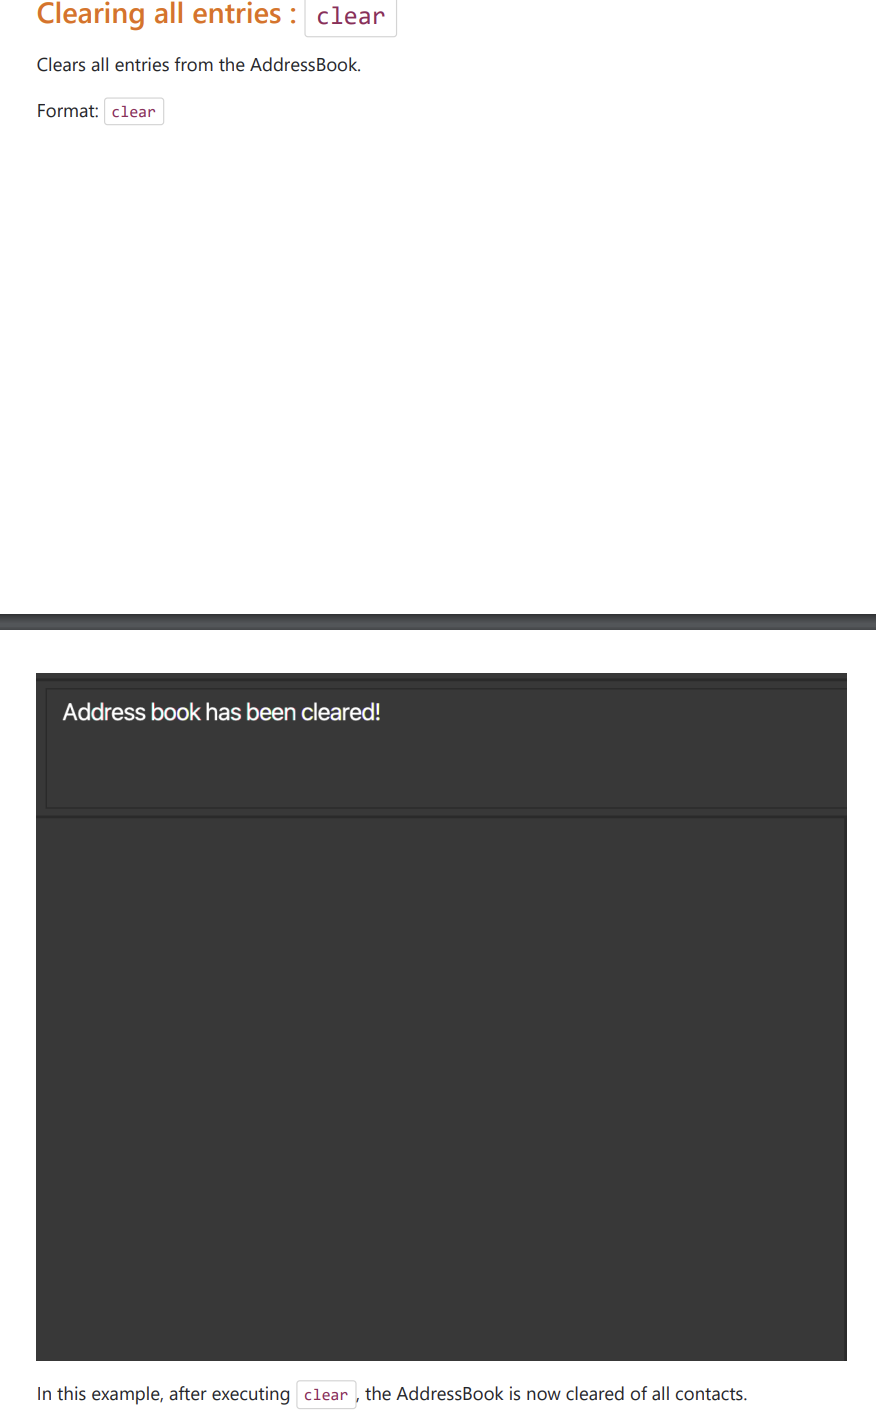 Clearing all entries : clear
Clears all entries from the AddressBook.
Format: clear
Address book has been cleared!
In this example, after executing clear , the AddressBook is now cleared of all contacts.